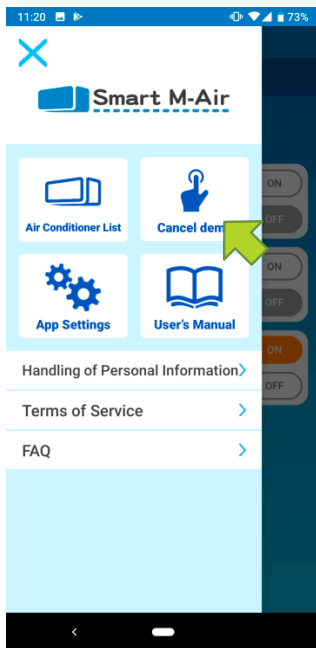 11:20
73%
Smart M-Air
ON
Air Conditioner List
Cancel
OFF
ON
App Settings
User's Manual
OFF
ON
Handling of Personal Information
OFF
Terms of Service
FAQ